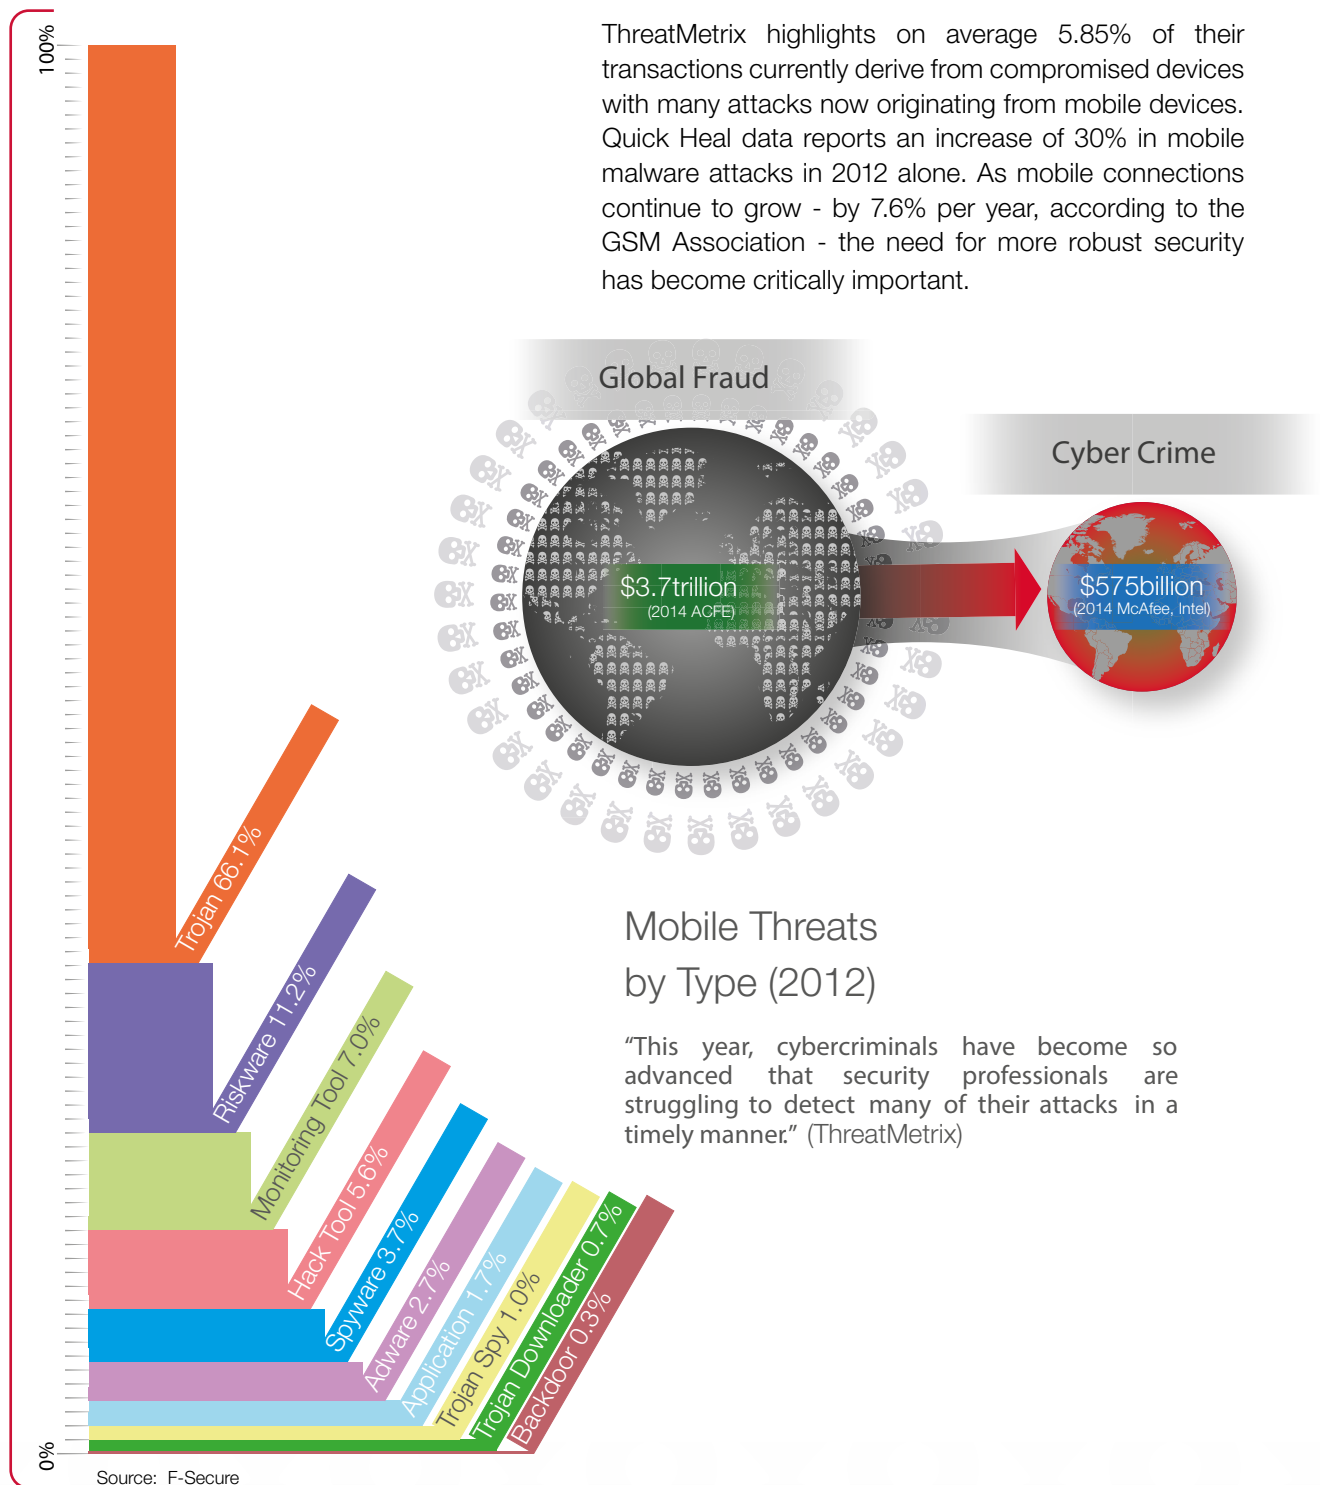 100%
ThreatMetrix highlights on average 5.85% of their
transactions currently derive from compromised devices
with many attacks now originating from mobile devices.
Quick Heal data reports an increase of 30% in mobile
malware attacks in 2012 alone. As mobile connections
continue to grow - by 7.6% per year, according to the
GSM Association - the need for more robust security
has become critically important.
Global Fraud
Cyber Crime
$3.7trillion
(2014 ACFE)
$575billion
(2014 McAfee, Intel)
Trojan 66.1%
Riskware 11.2%
Monitoring Tool 7.0%
Hack Tool 5.6%
Spyware 3.7%
Adware 2.7%
Application 1.7%
Trojan Spy 1.0%
Trojan Downloader 0.7%
Backdoor 0.3%
Mobile Threats
by Type (2012)
“This year, cybercriminals have become so
advanced that security professionals are
struggling to detect many of their attacks in a
timely manner.” (ThreatMetrix)
0%
Source: F-Secure